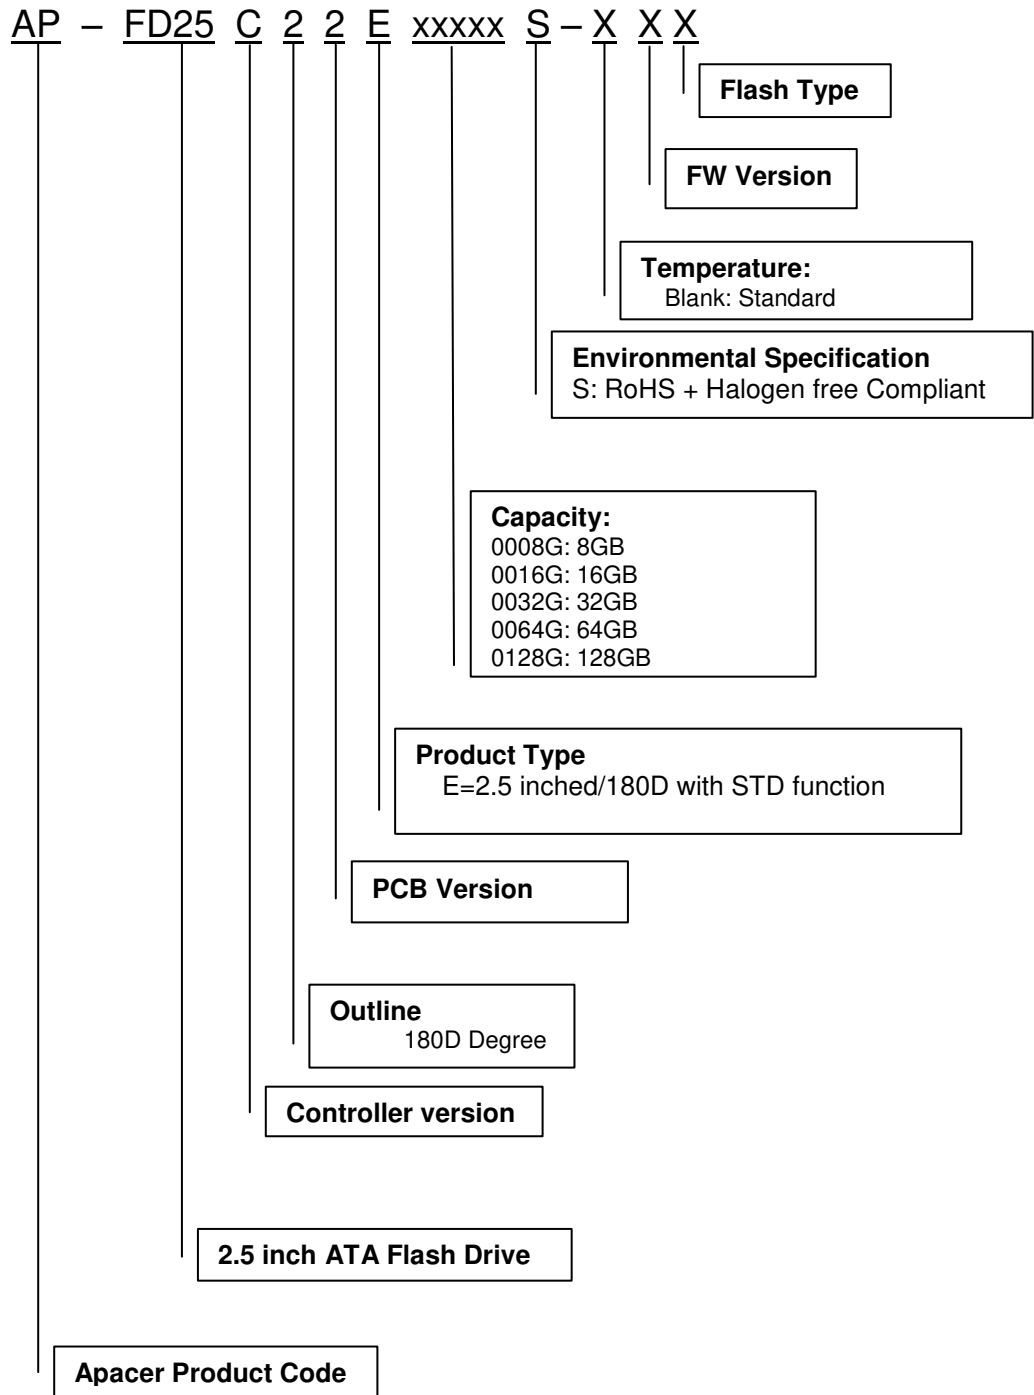 AP – FD25 C 2 2 E xxxxx S – X X X
Flash Type
FW Version
Temperature:
Blank: Standard
Environmental Specification
S: RoHS + Halogen free Compliant
Capacity:
0008G: 8GB
0016G: 16GB
0032G: 32GB
0064G: 64GB
0128G: 128GB
Product Type
E=2.5 inched/180D with STD function
PCB Version
Outline
180D Degree
Controller version
2.5 inch ATA Flash Drive
Apacer Product Code